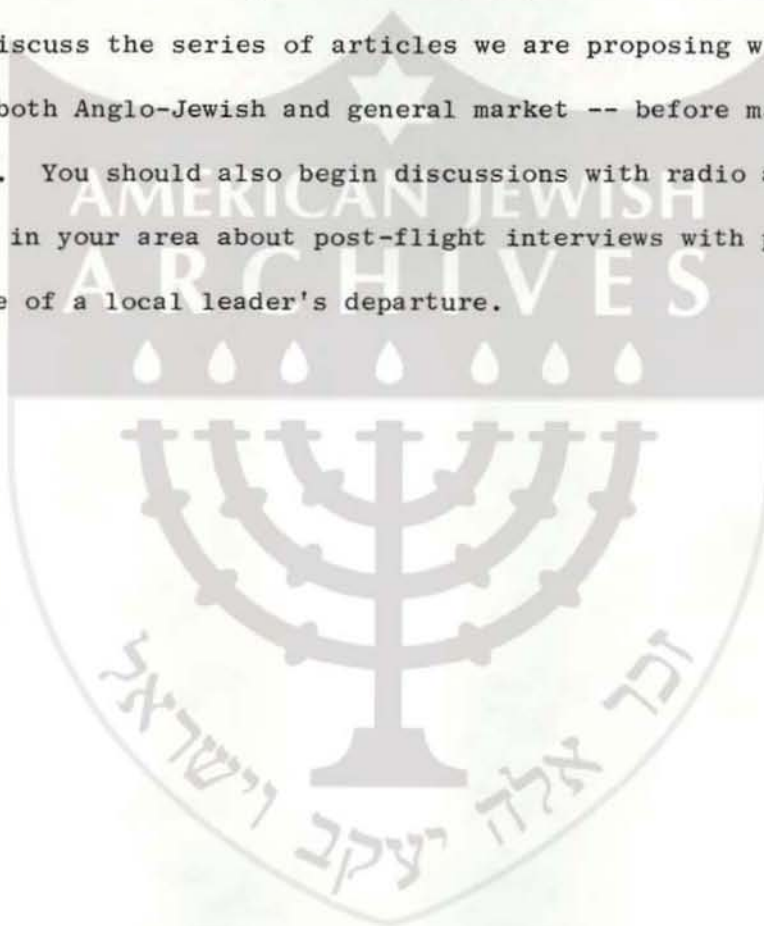 iscuss the series of articles we are proposing w
both Anglo-Jewish and general market -- before m
. You should also begin discussions with radio a
in your area about post-flight interviews with p
e of a local leader's departure.
AMERICAN JEWISH
ARCHIVES
זכר אלה יעקב וישראל